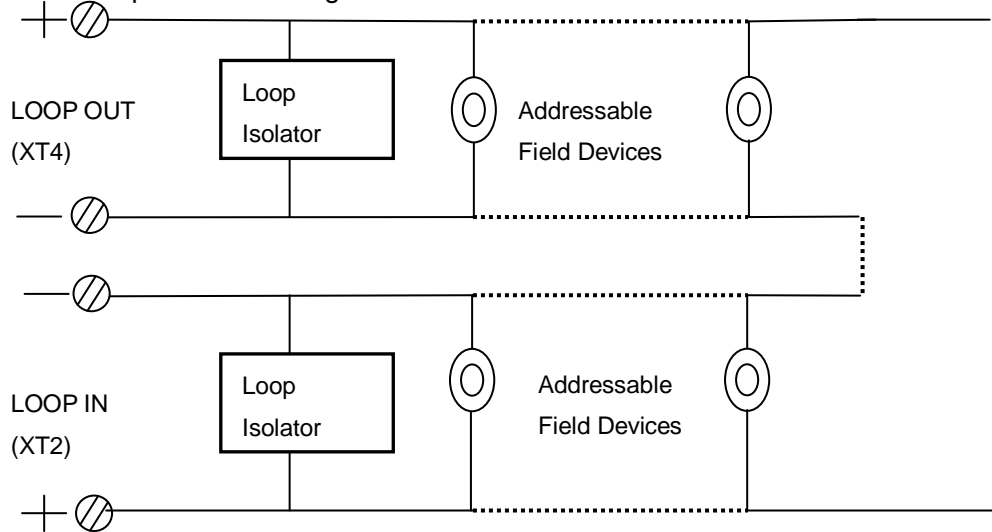 LOOP OUT
(XT4)
Loop
Isolator
Addressable
Field Devices
LOOP IN
(XT2)
Loop
Isolator
Addressable
Field Devices